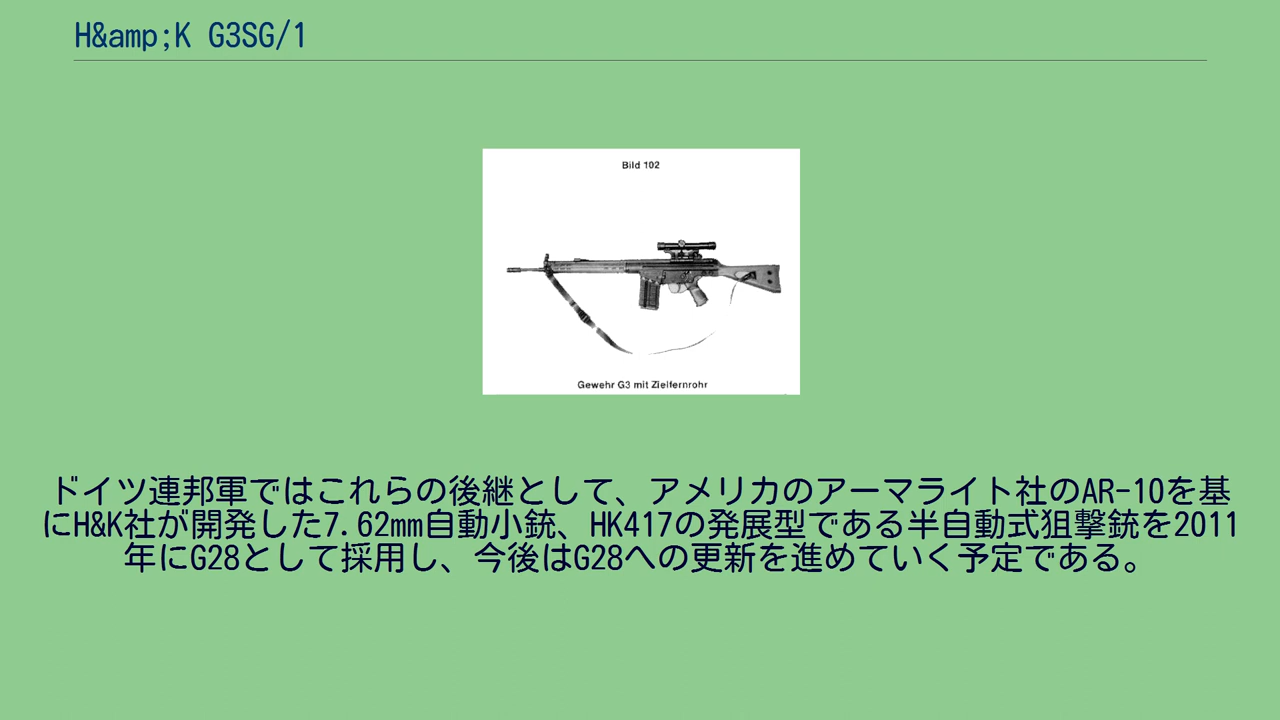 H&amp;K G3SG/1
Bild 102
Gewehr G3 mit Zielfernrohr
ドイツ連邦軍ではこれらの後継として、アメリカのアーマライト社のAR-10を基
にH&K社が開発した7.62mm自動小銃、HK417の発展型である半自動式狙撃銃を2011
年にG28として採用し、今後はG28への更新を進めていく予定である。